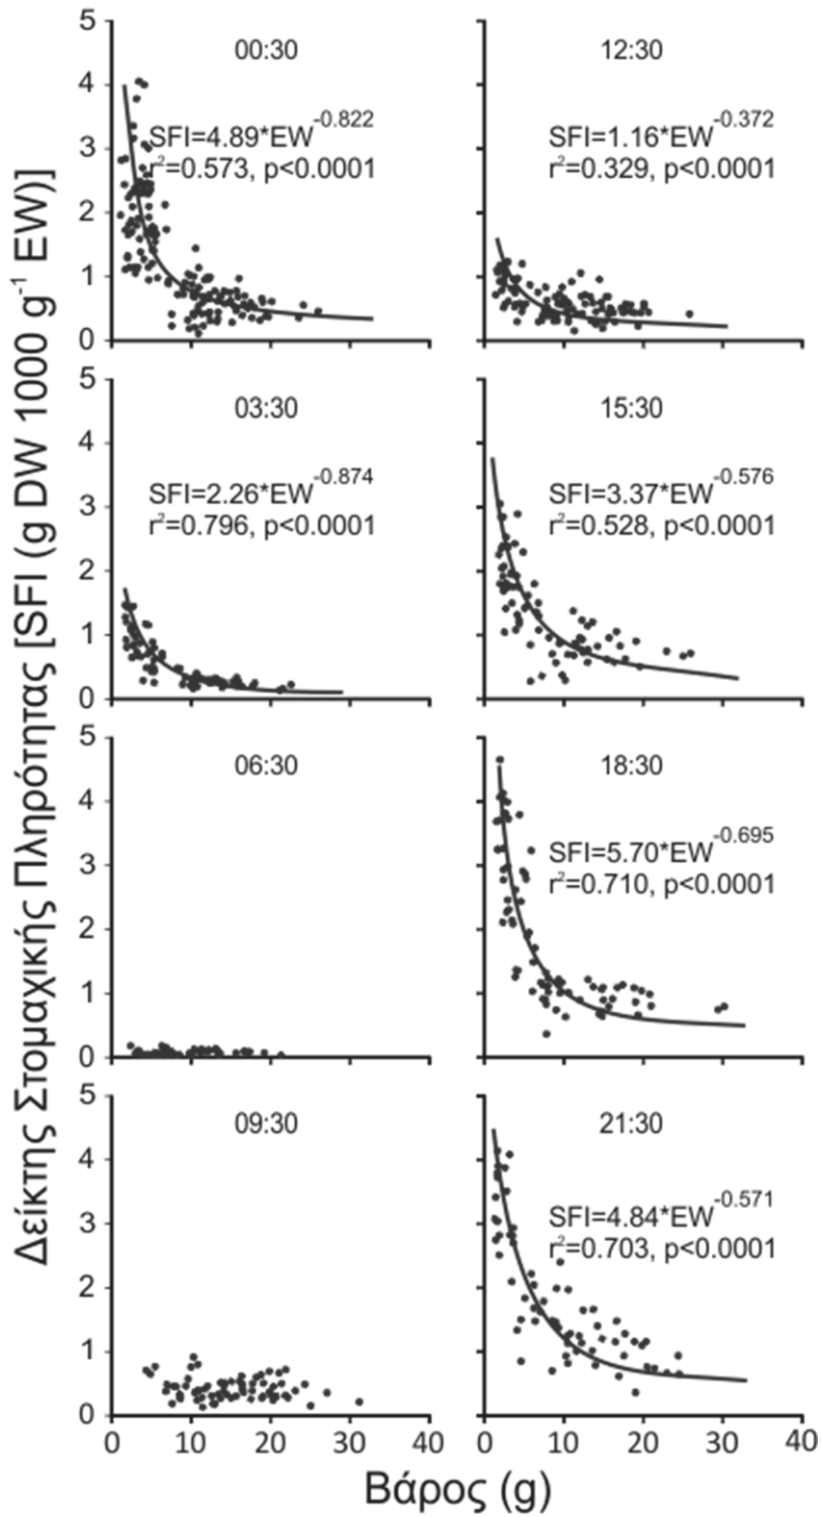 Δείκτης Στομαχικής Πληρότητας [SFI (g DW 1000 g⁻¹ EW)]
5
4
3
2
1
0
00:30
SFI=4.89*EW^-0.822
r²=0.573, p<0.0001
12:30
SFI=1.16*EW^-0.372
r²=0.329, p<0.0001
5
4
3
2
1
0
03:30
SFI=2.26*EW^-0.874
r²=0.796, p<0.0001
15:30
SFI=3.37*EW^-0.576
r²=0.528, p<0.0001
5
4
3
2
1
0
06:30
18:30
SFI=5.70*EW^-0.695
r²=0.710, p<0.0001
5
4
3
2
1
0
09:30
21:30
SFI=4.84*EW^-0.571
r²=0.703, p<0.0001
0 10 20 30 40
0 10 20 30 40
Βάρος (g)